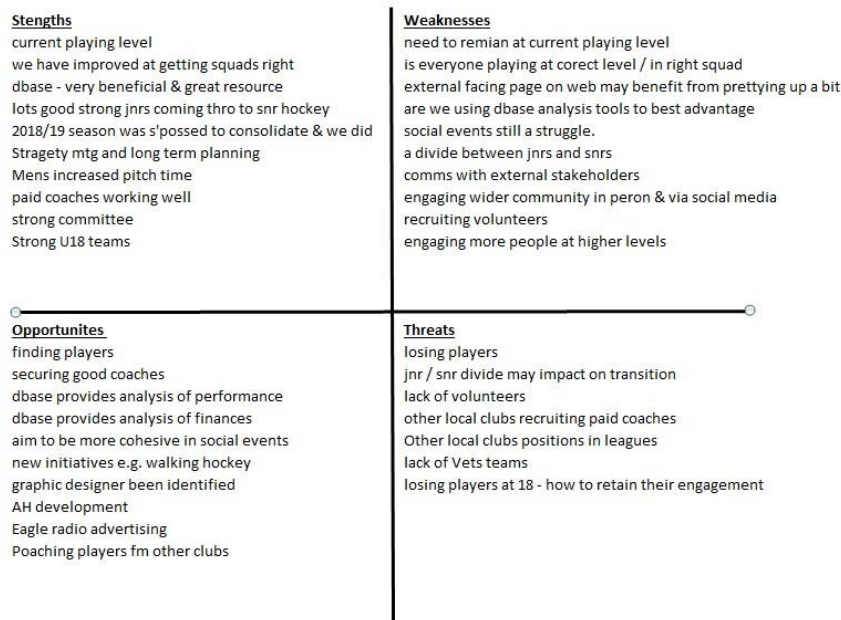 Stengths
current playing level
we have improved at getting squads right
dbase - very beneficial & great resource
lots good strong jnrs coming thro to snr hockey
2018/19 season was s'possed to consolidate & we did
Stragety mtg and long term planning
Mens increased pitch time
paid coaches working well
strong committee
Strong U18 teams
Weaknesses
need to remian at current playing level
is everyone playing at corect level / in right squad
external facing page on web may benefit from prettying up a bit
are we using dbase analysis tools to best advantage
social events still a struggle.
a divide between jnrs and snrs
comms with external stakeholders
engaging wider community in peron & via social media
recruiting volunteers
engaging more people at higher levels
Opportunites
finding players
securing good coaches
dbase provides analysis of performance
dbase provides analysis of finances
aim to be more cohesive in social events
new initiatives e.g. walking hockey
graphic designer been identified
AH development
Eagle radio advertising
Poaching players fm other clubs
Threats
losing players
jnr / snr divide may impact on transition
lack of volunteers
other local clubs recruiting paid coaches
Other local clubs positions in leagues
lack of Vets teams
losing players at 18 - how to retain their engagement